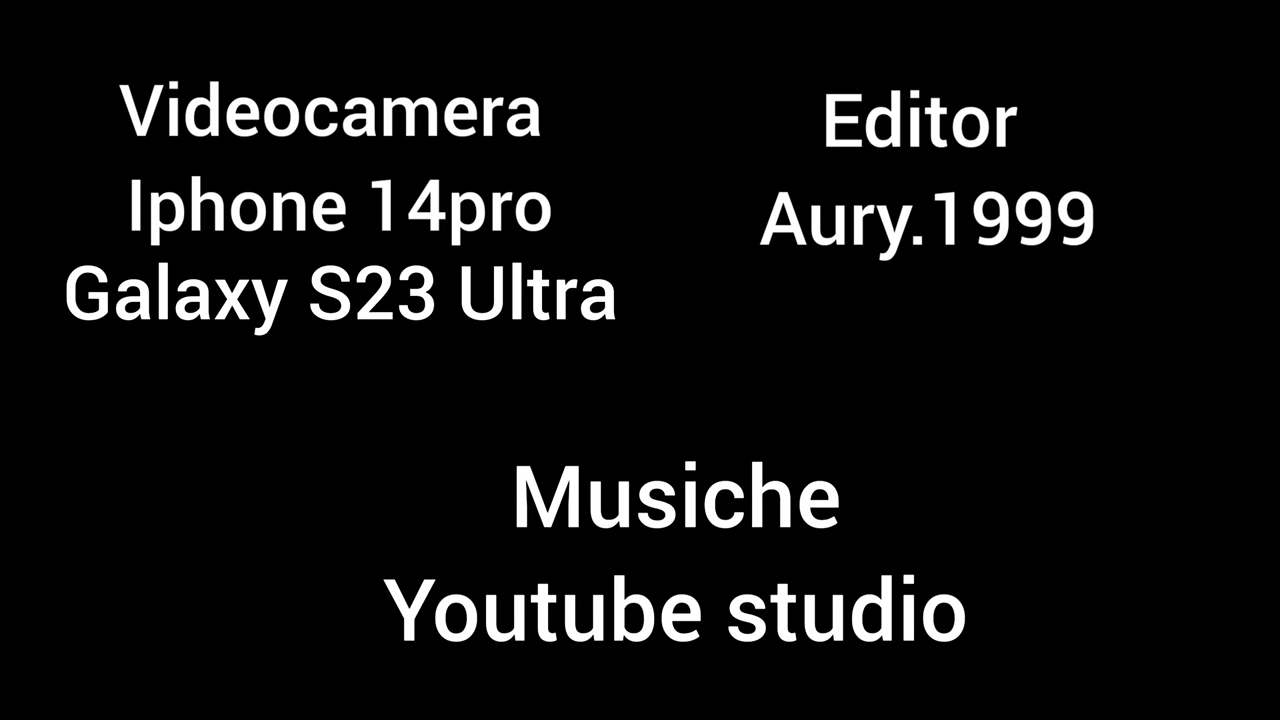 Videocamera
Iphone 14pro
Galaxy S23 Ultra
Editor
Aury.1999
Musiche
Youtube studio